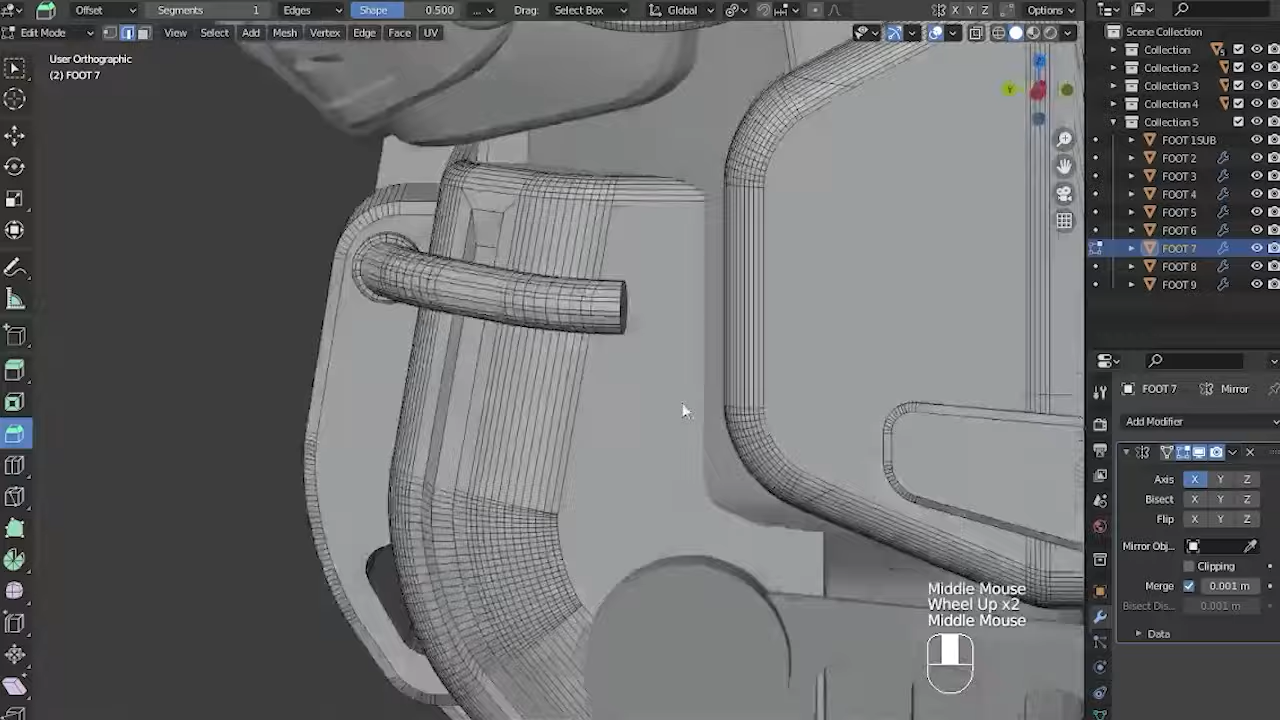 Offset Segments 1 Edges Shape 0.500 ... Drag: Select Box Global X Y Z Options
Edit Mode View Select Add Mesh Vertex Edge Face UV
User Orthographic
(2) FOOT 7
Z
Y
Scene Collection
Collection 5
Collection 2
Collection 3
Collection 4
Collection 5
FOOT 1SUB
FOOT 2
FOOT 3
FOOT 4
FOOT 5
FOOT 6
FOOT 7
FOOT 8
FOOT 9
FOOT 7 Mirror
Add Modifier
Axis X Y Z
Bisect X Y Z
Flip X Y Z
Mirror Obj...
Clipping
Merge 0.001 m
Bisect Dis... 0.001 m
Data
Middle Mouse
Wheel Up x2
Middle Mouse